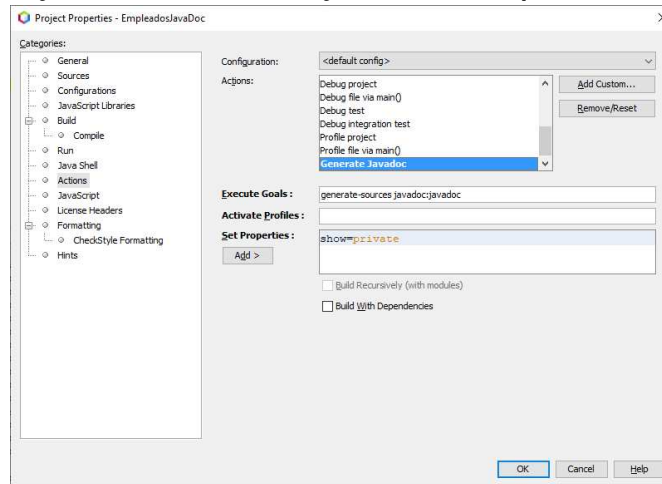 Project Properties - EmpleadosJavaDoc
Categories:
General
Sources
Configurations
JavaScript Libraries
Build
Compile
Run
Java Shell
Actions
JavaScript
License Headers
Formatting
CheckStyle Formatting
Hints
Configuration:
<default config>
Actions:
Debug project
Debug file via main()
Debug test
Debug integration test
Profile project
Profile file via main()
Generate Javadoc
Add Custom...
Remove/Reset
Execute Goals :
generate-sources javadoc:javadoc
Activate Profiles :
Set Properties :
show=private
Add >
Build Recursively (with modules)
Build With Dependencies
OK
Cancel
Help